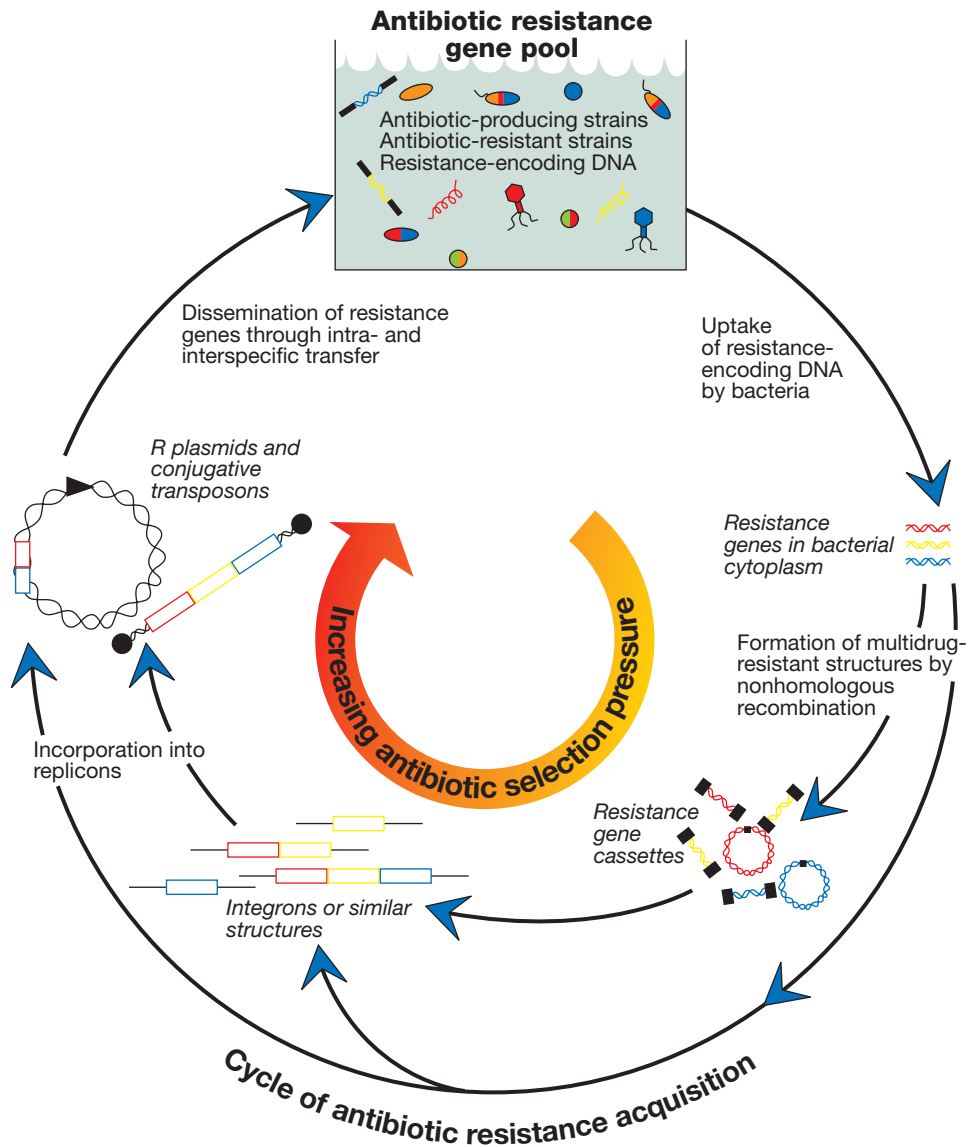 Antibiotic resistance
gene pool
Antibiotic-producing strains
Antibiotic-resistant strains
Resistance-encoding DNA
Dissemination of resistance
genes through intra- and
interspecific transfer
Uptake
of resistance-
encoding DNA
by bacteria
R plasmids and
conjugative
transposons
Resistance
genes in bacterial
cytoplasm
Increasing antibiotic selection pressure
Formation of multidrug-
resistant structures by
nonhomologous
recombination
Incorporation into
replicons
Resistance
gene
cassettes
Integrons or similar
structures
Cycle of antibiotic resistance acquisition